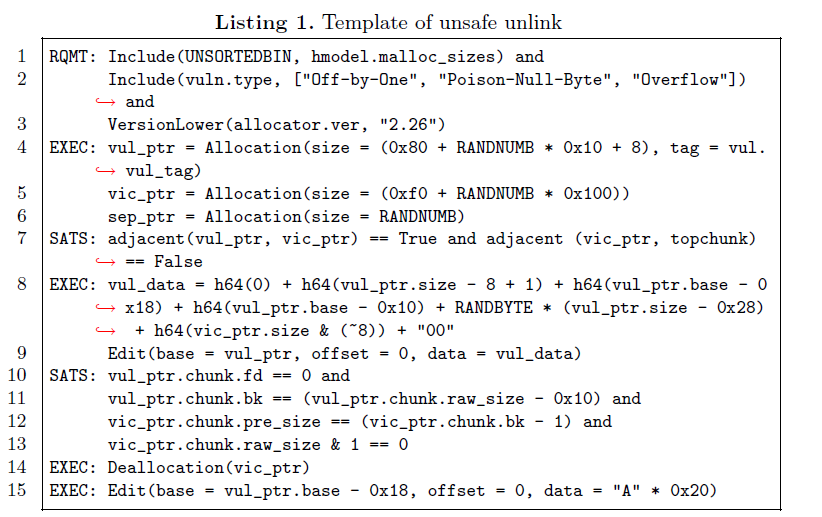 Listing 1. Template of unsafe unlink
1 RQMT: Include(UNSORTEDBIN, hmodel.malloc_sizes) and
2 Include(vuln.type, ["Off-by-One", "Poison-Null-Byte", "Overflow"])
↪ and
3 VersionLower(allocator.ver, "2.26")
4 EXEC: vul_ptr = Allocation(size = (0x80 + RANDNUMB * 0x10 + 8), tag = vul.
↪ vul_tag)
5 vic_ptr = Allocation(size = (0xf0 + RANDNUMB * 0x100))
6 sep_ptr = Allocation(size = RANDNUMB)
7 SATS: adjacent(vul_ptr, vic_ptr) == True and adjacent (vic_ptr, topchunk)
↪ == False
8 EXEC: vul_data = h64(0) + h64(vul_ptr.size - 8 + 1) + h64(vul_ptr.base - 0
↪ x18) + h64(vul_ptr.base - 0x10) + RANDBYTE * (vul_ptr.size - 0x28)
↪ + h64(vic_ptr.size & (~8)) + "00"
9 Edit(base = vul_ptr, offset = 0, data = vul_data)
10 SATS: vul_ptr.chunk.fd == 0 and
11 vul_ptr.chunk.bk == (vul_ptr.chunk.raw_size - 0x10) and
12 vic_ptr.chunk.pre_size == (vic_ptr.chunk.bk - 1) and
13 vic_ptr.chunk.raw_size & 1 == 0
14 EXEC: Deallocation(vic_ptr)
15 EXEC: Edit(base = vul_ptr.base - 0x18, offset = 0, data = "A" * 0x20)